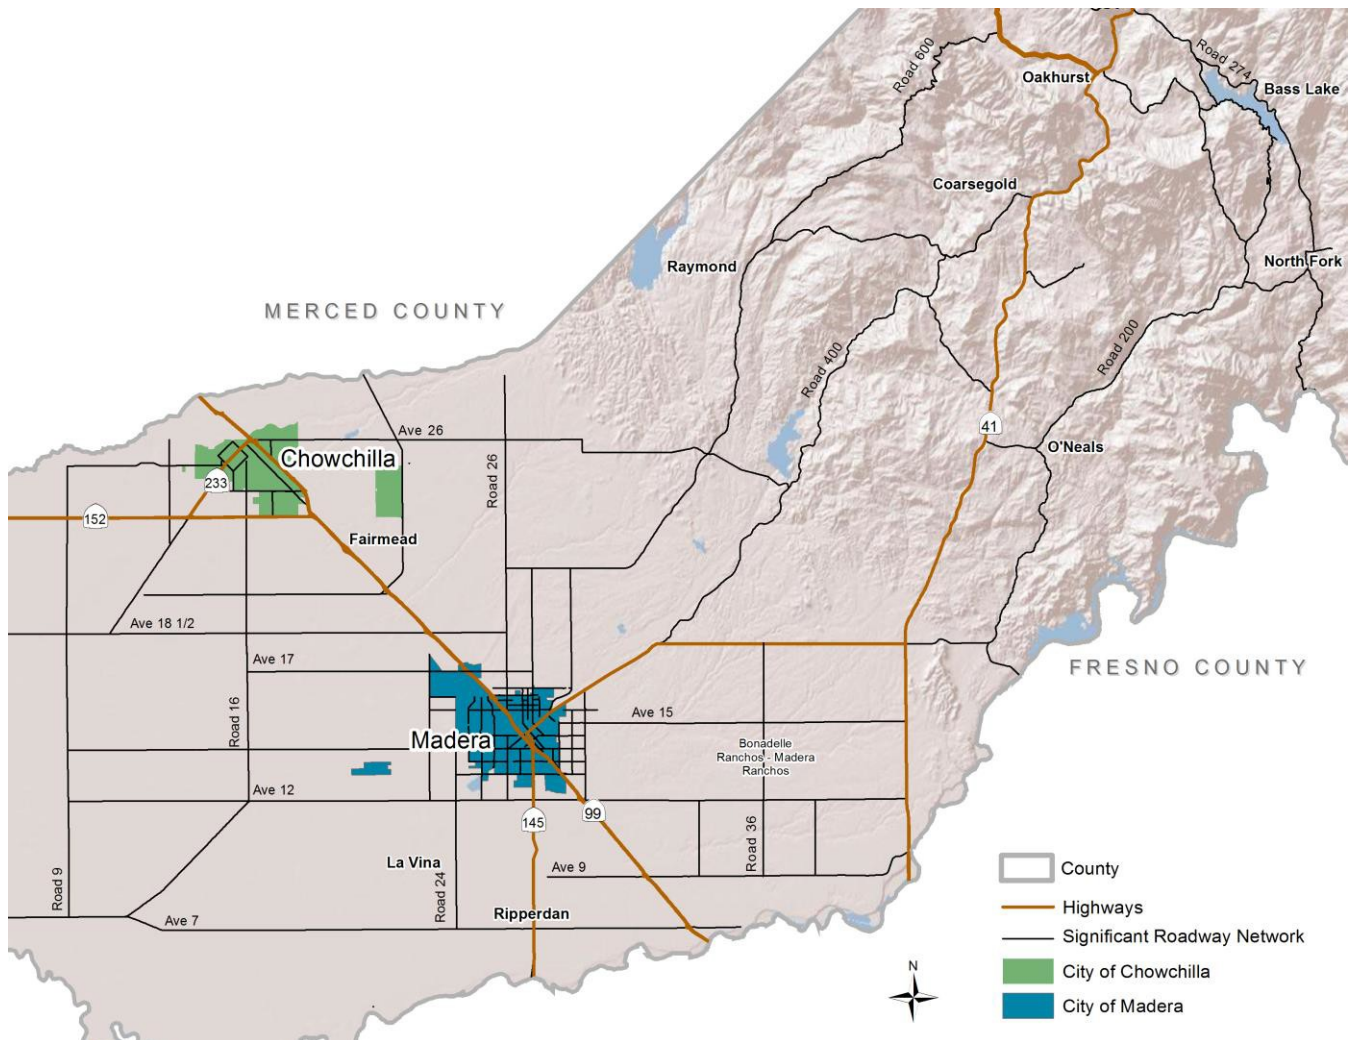 Road 600
Oakhurst
Road 274
Bass Lake
Coarsegold
Raymond
North Fork
MERCED COUNTY
Road 400
Road 200
41
Ave 26
O'Neals
Chowchilla
Road 26
233
152
Fairmead
Ave 18 1/2
Ave 17
FRESNO COUNTY
Road 16
Ave 15
Madera
Bonadelle
Ranchos - Madera
Ranchos
Ave 12
145
99
Road 36
La Vina
Ave 9
Road 9
Road 24
Ripperdan
Ave 7
County
Highways
Significant Roadway Network
City of Chowchilla
City of Madera
N